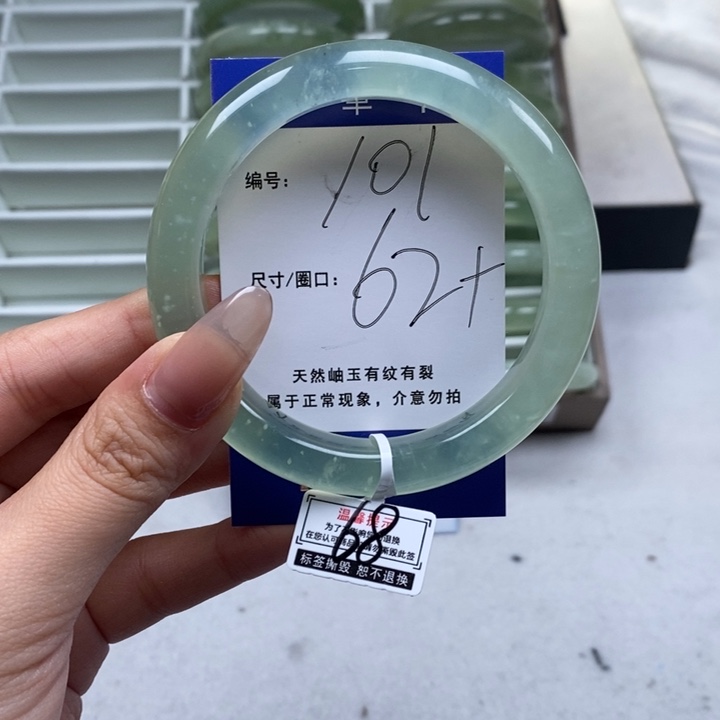 编号： 101
尺寸/圈口： 62+
天然岫玉有纹有裂
属于正常现象，介意勿拍
温馨提示
68
标签撕毁 恕不退换